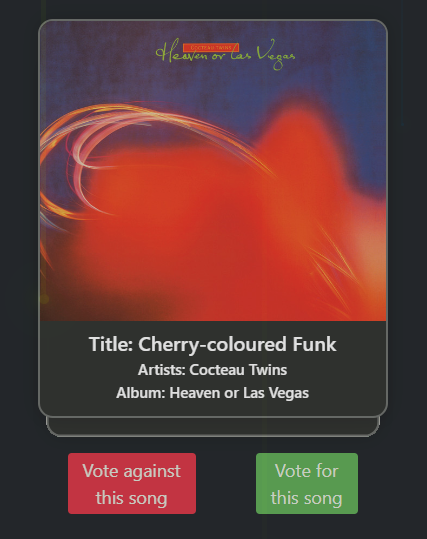 COCTEAU TWINS
Heaven or Las Vegas
Title: Cherry-coloured Funk
Artists: Cocteau Twins
Album: Heaven or Las Vegas
Vote against
this song
Vote for
this song